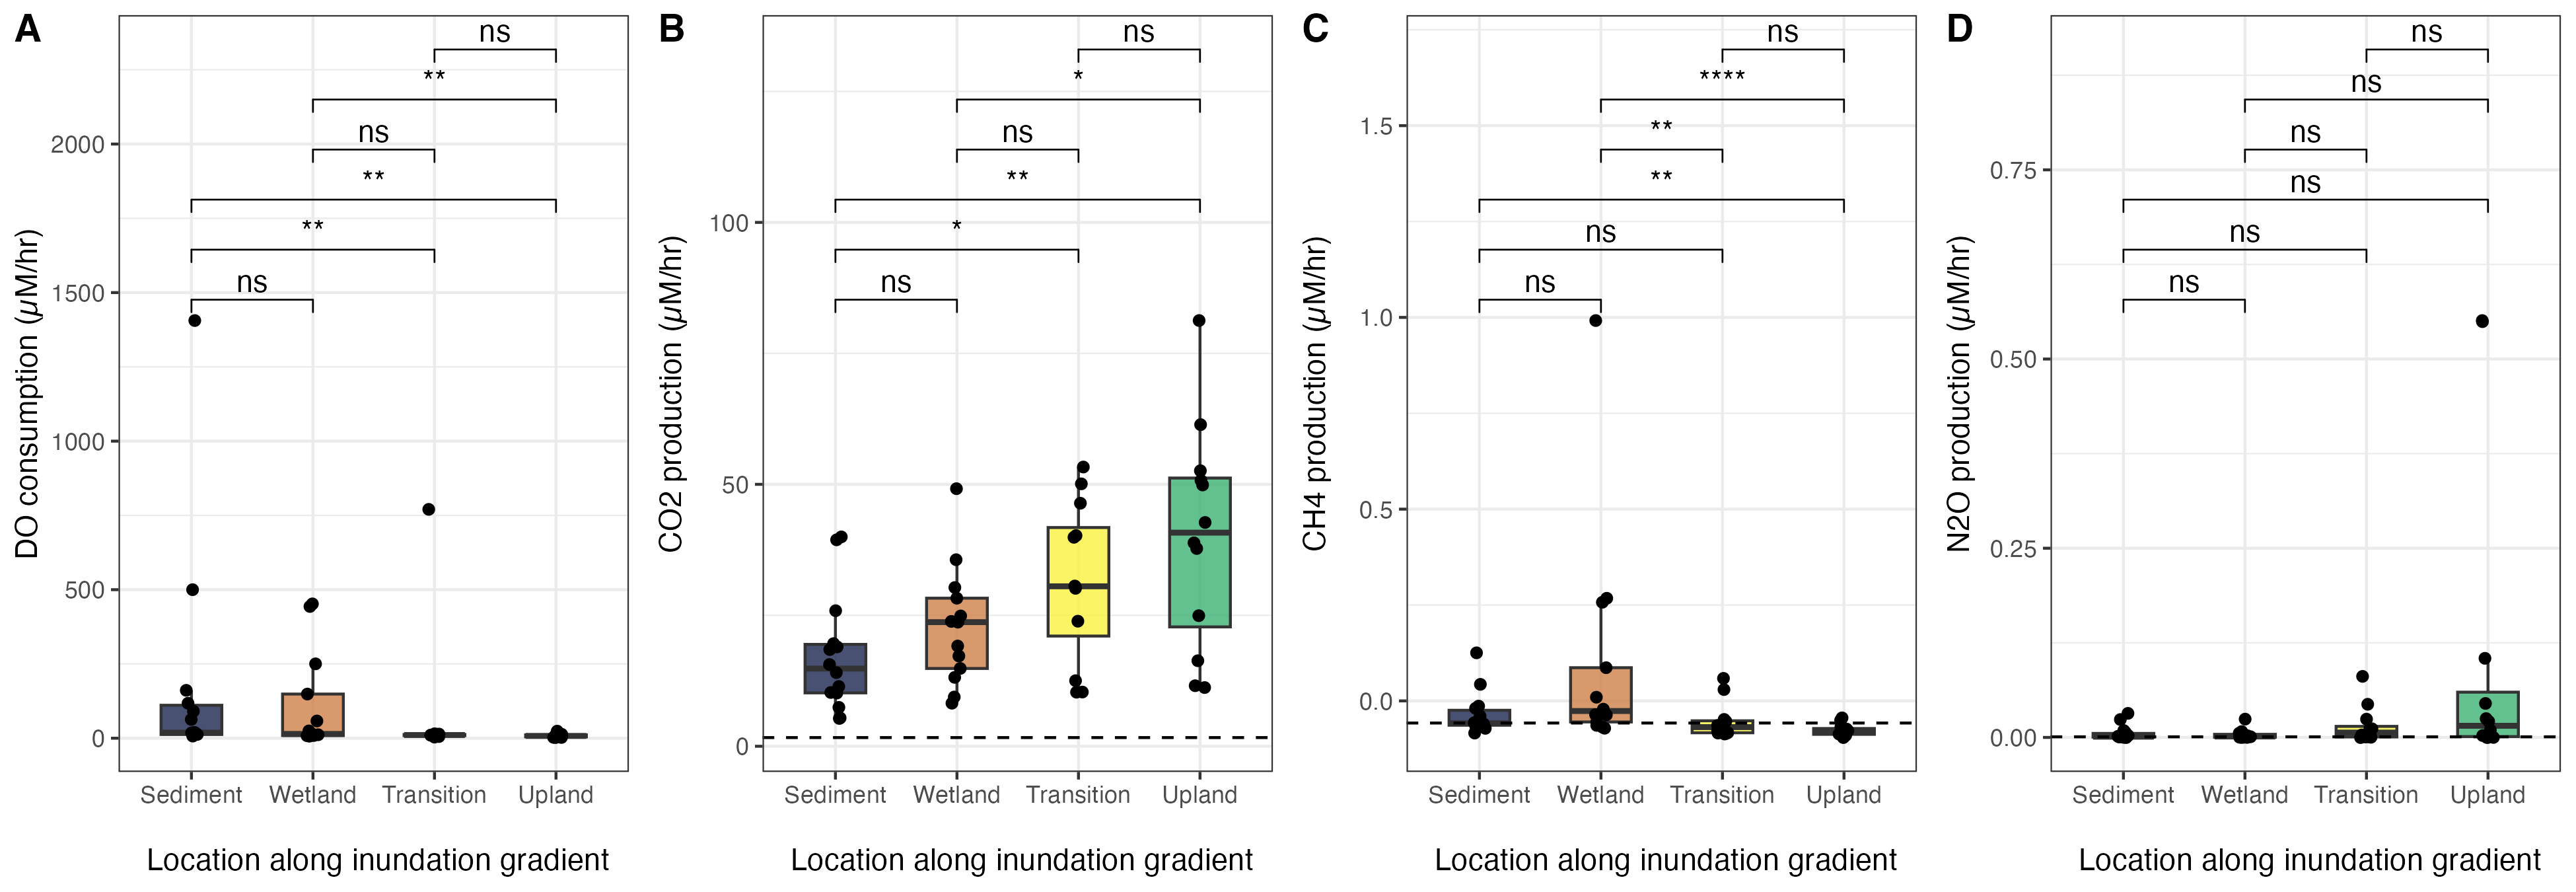 A
DO consumption (µM/hr)
2000
1500
1000
500
0
ns
**
ns
**
**
ns
Sediment
Wetland
Transition
Upland
Location along inundation gradient
B
CO2 production (µM/hr)
100
50
0
ns
*
ns
**
*
ns
Sediment
Wetland
Transition
Upland
Location along inundation gradient
C
CH4 production (µM/hr)
1.5
1.0
0.5
0.0
ns
****
**
**
ns
ns
Sediment
Wetland
Transition
Upland
Location along inundation gradient
D
N2O production (µM/hr)
0.75
0.50
0.25
0.00
ns
ns
ns
ns
ns
ns
Sediment
Wetland
Transition
Upland
Location along inundation gradient